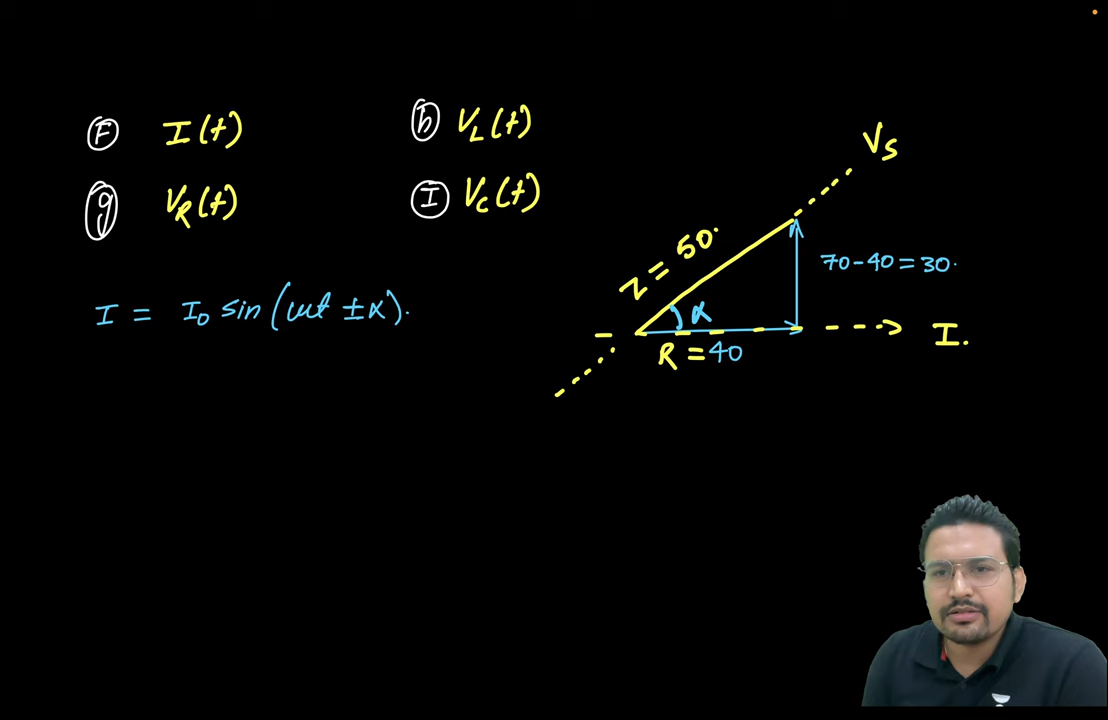 F I(t)
h V_L(t)
g V_R(t)
I V_C(t)
I = I₀ sin(ωt ± α).
V_S
Z = 50.
70-40 = 30.
α
R = 40
I.